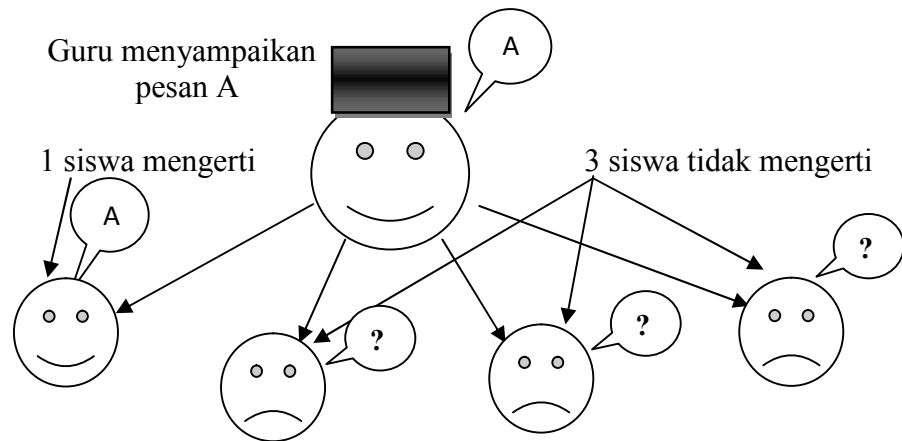 Guru menyampaikan
pesan A
A
1 siswa mengerti
3 siswa tidak mengerti
A
?
?
?